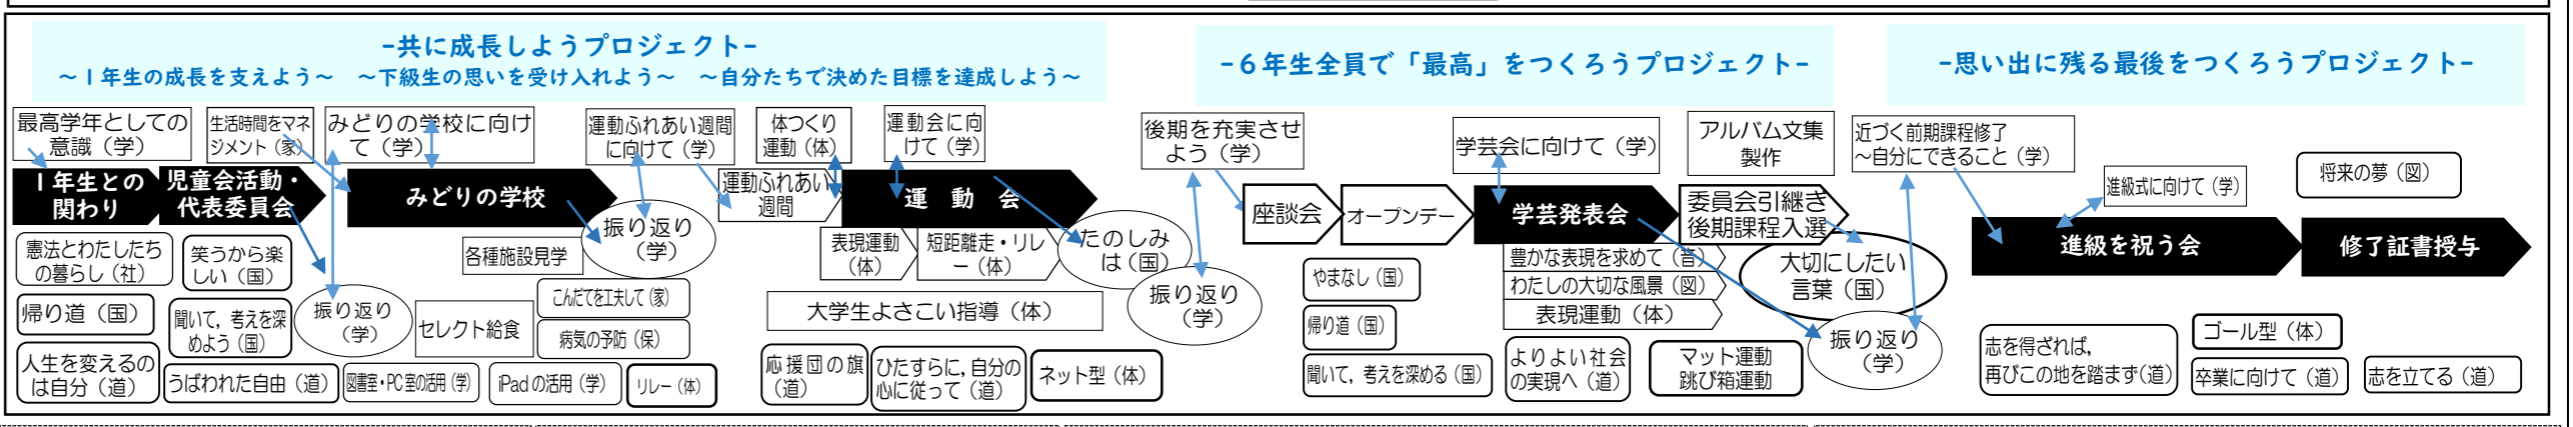 -共に成長しようプロジェクト-
～１年生の成長を支えよう～　～下級生の思いを受け入れよう～　～自分たちで決めた目標を達成しよう～
最高学年としての
意識（学）
生活時間をマネ
ジメント（家）
みどりの学校に向け
て（学）
運動ふれあい週間
に向けて（学）
体つくり
運動（体）
運動会に向
けて（学）
１年生との
関わり
児童会活動・
代表委員会
みどりの学校
運動ふれあい
週間
運　動　会
憲法とわたしたち
の暮らし（社）
笑うから楽
しい（国）
各種施設見学
振り返り
（学）
表現運動
（体）
短距離走・リレ
ー（体）
たのしみ
は（国）
帰り道（国）
聞いて，考えを深
めよう（国）
振り返り
（学）
セレクト給食
こんだてを工夫して（家）
病気の予防（保）
大学生よさこい指導（体）
振り返り
（学）
人生を変えるの
は自分（道）
うばわれた自由（道）
図書室・PC室の活用（学）
iPadの活用（学）
リレー（体）
応援団の旗
（道）
ひたすらに，自分の
心に従って（道）
ネット型（体）
-６年生全員で「最高」をつくろうプロジェクト-
後期を充実させ
よう（学）
学芸会に向けて（学）
アルバム文集
製作
座談会
オープンデー
学芸発表会
委員会引継ぎ
後期課程入選
やまなし（国）
帰り道（国）
聞いて，考えを深める（国）
豊かな表現を求めて（音）
わたしの大切な風景（図）
表現運動（体）
大切にしたい
言葉（国）
よりよい社会
の実現へ（道）
マット運動
跳び箱運動
振り返り
（学）
-思い出に残る最後をつくろうプロジェクト-
近づく前期課程修了
～自分にできること（学）
進級式に向けて（学）
将来の夢（図）
進級を祝う会
修了証書授与
志を得ざれば，
再びこの地を踏まず（道）
ゴール型（体）
卒業に向けて（道）
志を立てる（道）